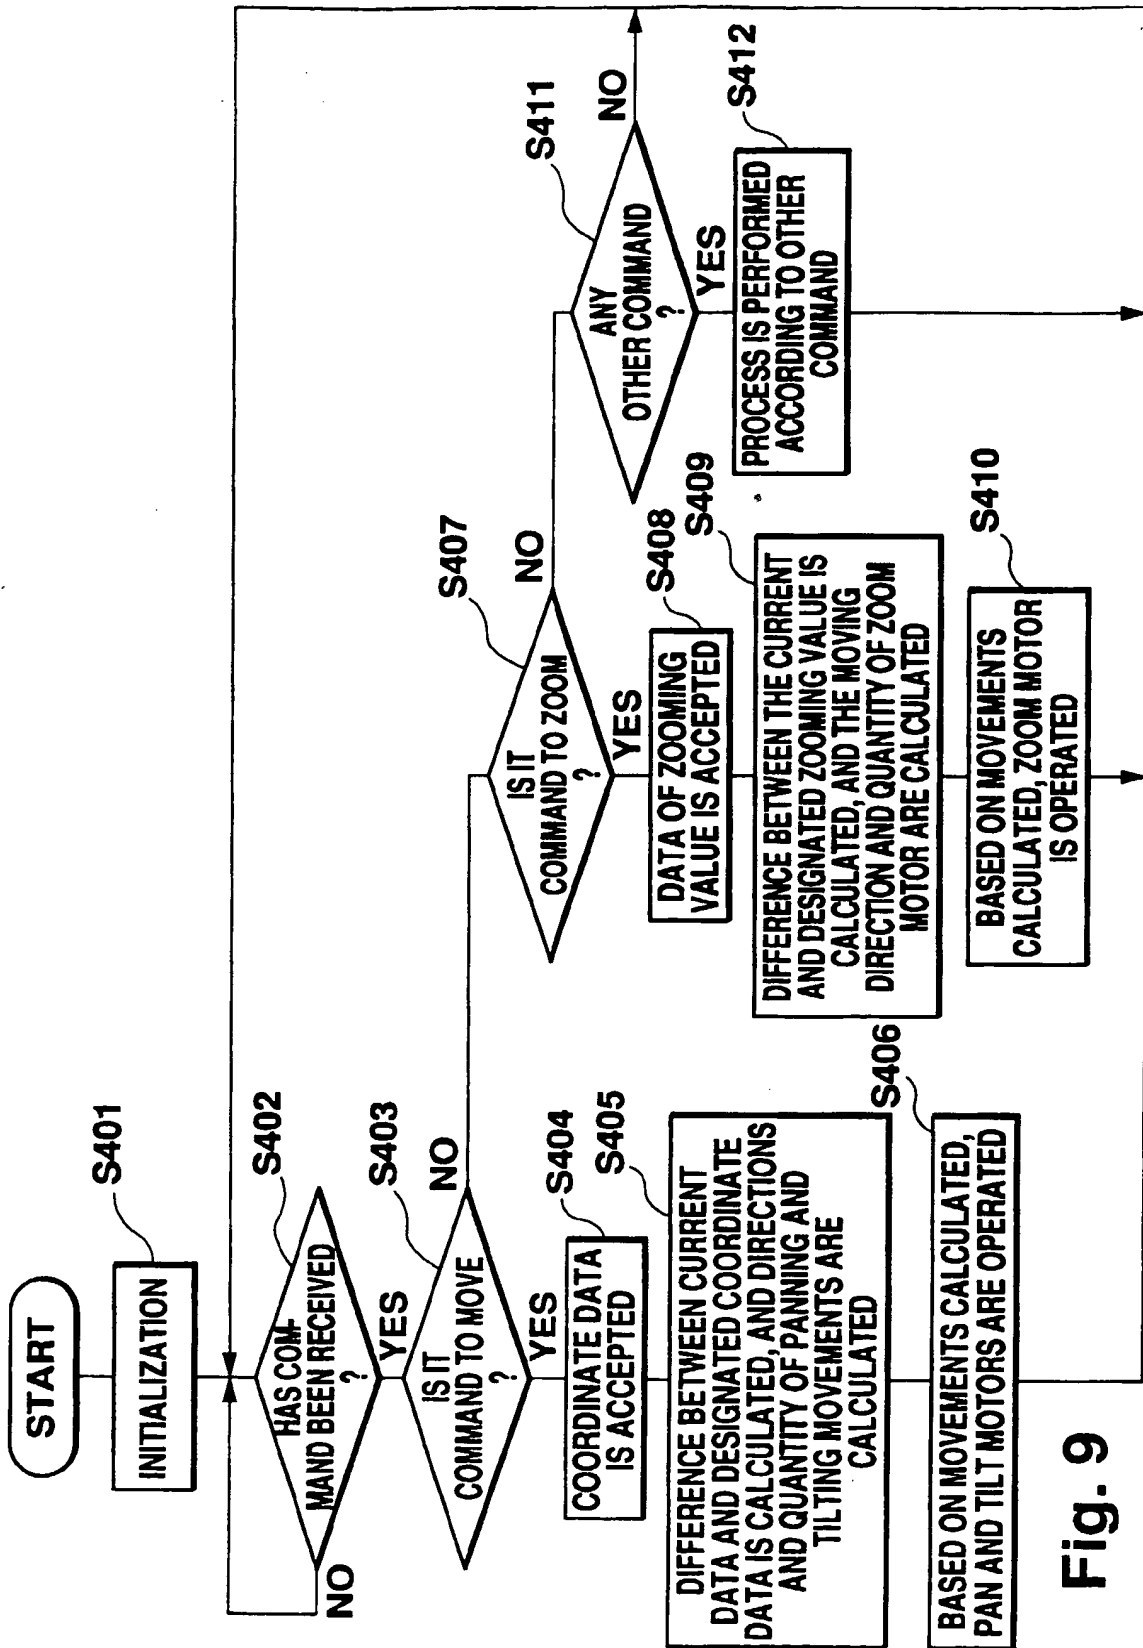 START
INITIALIZATION
S401
HAS COM-
MAND BEEN RECEIVED
?
S402
NO
YES
IS IT
COMMAND TO MOVE
?
S403
NO
YES
COORDINATE DATA
IS ACCEPTED
S404
DIFFERENCE BETWEEN CURRENT
DATA AND DESIGNATED COORDINATE
DATA IS CALCULATED, AND DIRECTIONS
AND QUANTITY OF PANNING AND
TILTING MOVEMENTS ARE
CALCULATED
S405
BASED ON MOVEMENTS CALCULATED,
PAN AND TILT MOTORS ARE OPERATED
S406
IS IT
COMMAND TO ZOOM
?
S407
NO
YES
DATA OF ZOOMING
VALUE IS ACCEPTED
S408
DIFFERENCE BETWEEN THE CURRENT
AND DESIGNATED ZOOMING VALUE IS
CALCULATED, AND THE MOVING
DIRECTION AND QUANTITY OF ZOOM
MOTOR ARE CALCULATED
S409
BASED ON MOVEMENTS
CALCULATED, ZOOM MOTOR
IS OPERATED
S410
ANY
OTHER COMMAND
?
S411
NO
YES
PROCESS IS PERFORMED
ACCORDING TO OTHER
COMMAND
S412
Fig. 9